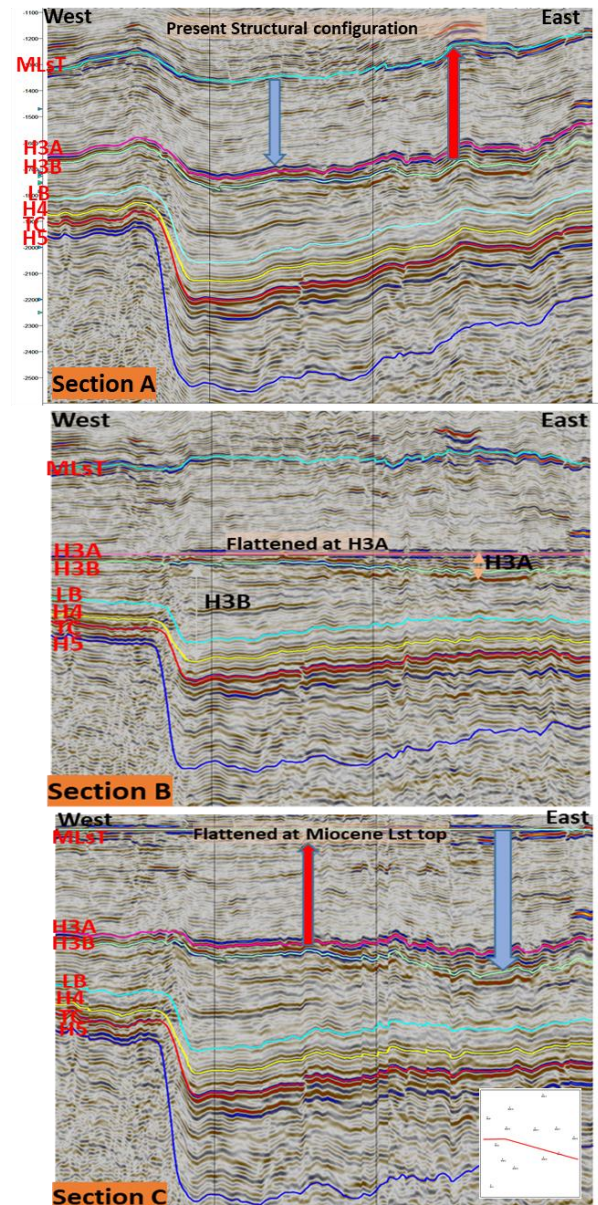 West
East
Present Structural configuration
MLsT
H3A
H3B
LB
H4
TC
H5
-1100
-1200
-1300
-1400
-1500
-1600
-2000
-2100
-2200
-2300
-2400
-2500
Section A
West
East
MLsT
Flattened at H3A
H3A
H3B
H3A
H3B
LB
H4
TC
H5
Section B
West
East
MLsT
Flattened at Miocene Lst top
H3A
H3B
LB
H4
H5
Section C